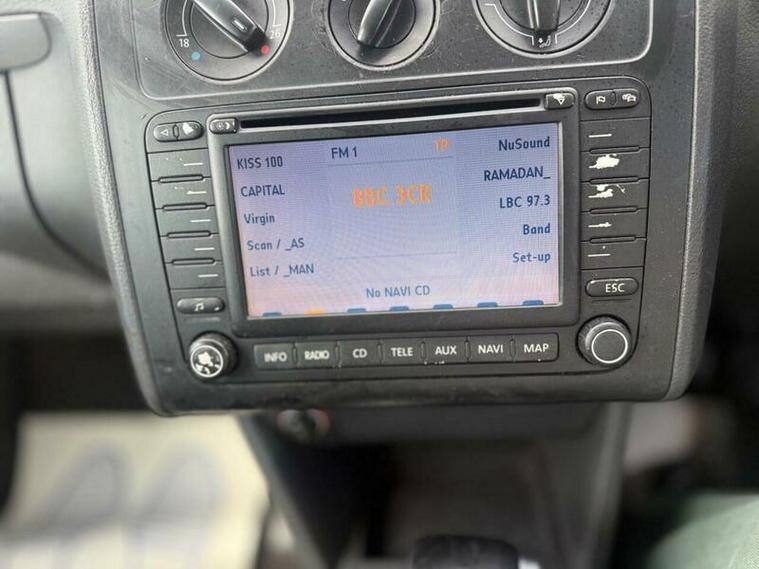 18 26
KISS 100 FM 1 TP NuSound
CAPITAL BBC 3CR RAMADAN_
Virgin LBC 97.3
Scan / _AS Band
List / _MAN Set-up
No NAVI CD
ESC
INFO RADIO CD TELE AUX NAVI MAP